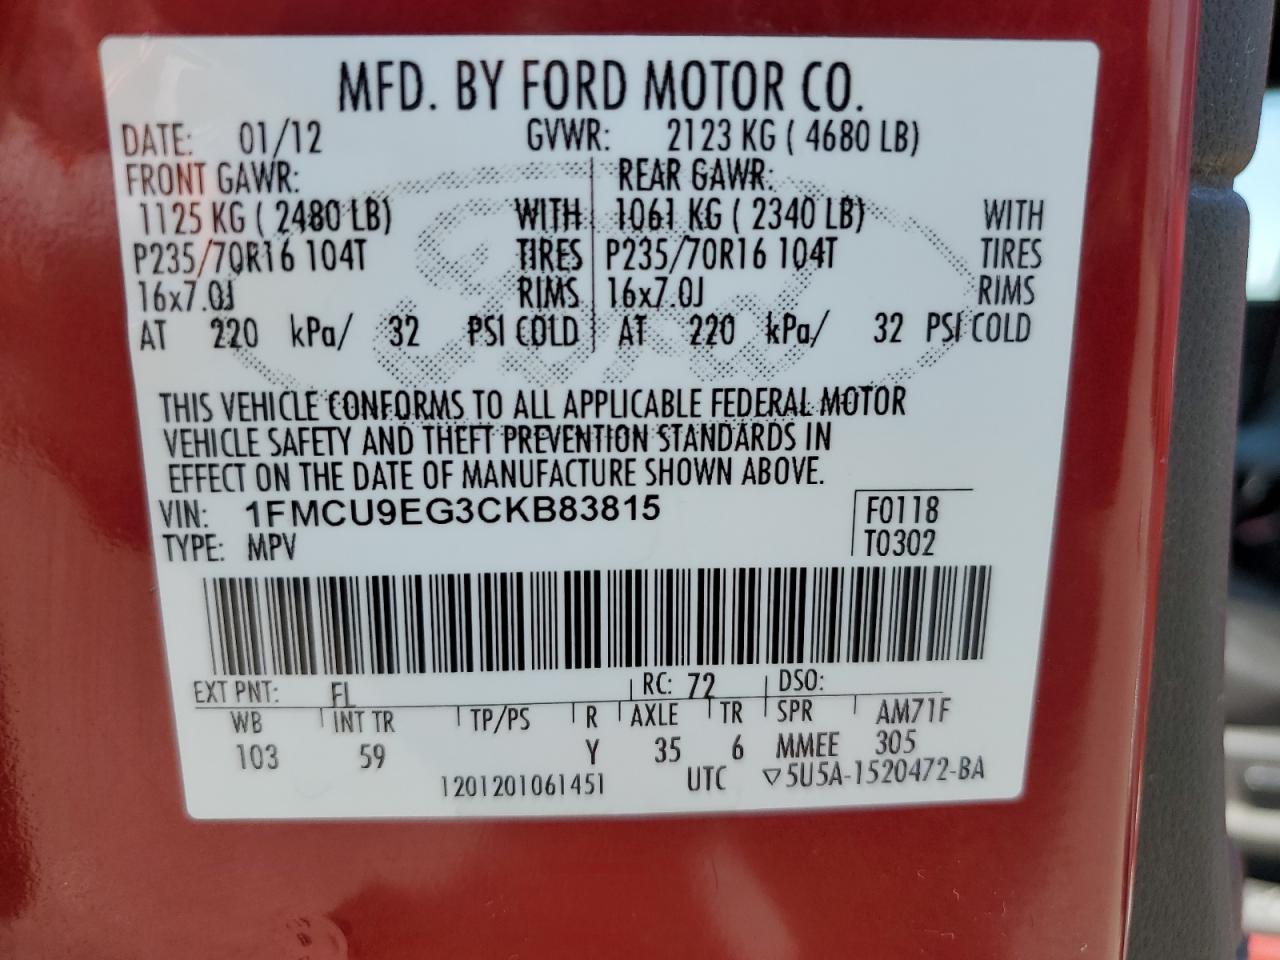 MFD. BY FORD MOTOR CO.
DATE: 01/12 GVWR: 2123 KG ( 4680 LB)
FRONT GAWR: REAR GAWR:
1125 KG ( 2480 LB) WITH 1061 KG ( 2340 LB) WITH
P235/70R16 104T TIRES P235/70R16 104T TIRES
16x7.0J RIMS 16x7.0J RIMS
AT 220 kPa/ 32 PSI COLD AT 220 kPa/ 32 PSI COLD
Ford
THIS VEHICLE CONFORMS TO ALL APPLICABLE FEDERAL MOTOR
VEHICLE SAFETY AND THEFT PREVENTION STANDARDS IN
EFFECT ON THE DATE OF MANUFACTURE SHOWN ABOVE.
VIN: 1FMCU9EG3CKB83815 F0118
TYPE: MPV T0302
EXT PNT: FL RC: 72 DSO:
WB INT TR TP/PS R AXLE TR SPR AM71F
103 59 Y 35 6 MMEE 305
1201201061451 UTC ▽5U5A-1520472-BA